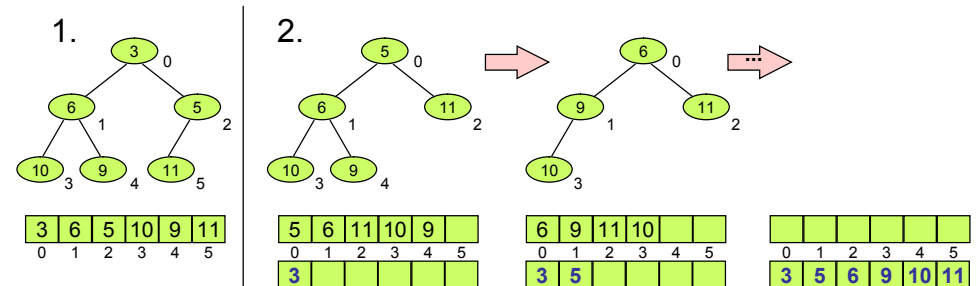 1.
3 0
6 1 5 2
10 3 9 4 11 5
3 6 5 10 9 11
0 1 2 3 4 5
2.
5 0
6 1 11 2
10 3 9 4
5 6 11 10 9
0 1 2 3 4 5
3
6 0
9 1 11 2
10 3
6 9 11 10
0 1 2 3 4 5
3 5
...
0 1 2 3 4 5
3 5 6 9 10 11